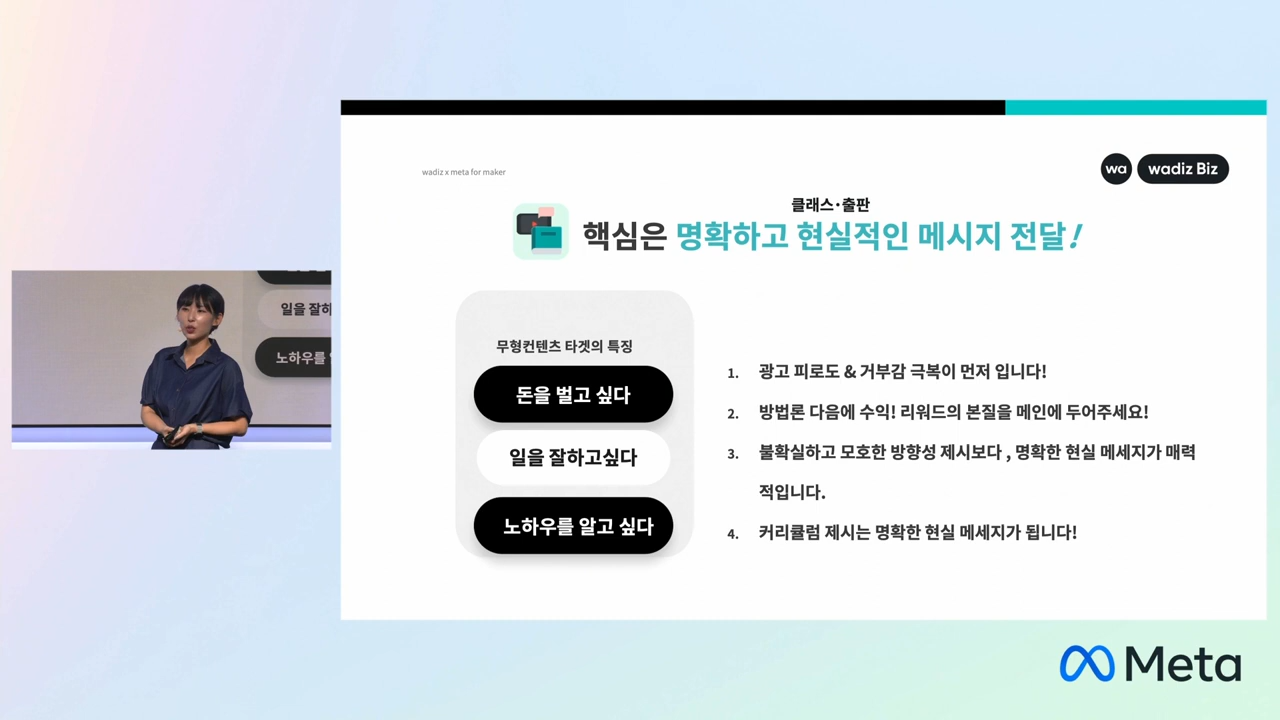 wadiz x meta for maker
wa wadiz Biz
클래스·출판
핵심은 명확하고 현실적인 메시지 전달!
무형컨텐츠 타겟의 특징
돈을 벌고 싶다
일을 잘하고싶다
노하우를 알고 싶다
1. 광고 피로도 & 거부감 극복이 먼저 입니다!
2. 방법론 다음에 수익! 리워드의 본질을 메인에 두어주세요!
3. 불확실하고 모호한 방향성 제시보다 , 명확한 현실 메세지가 매력
적입니다.
4. 커리큘럼 제시는 명확한 현실 메세지가 됩니다!
일을 잘하
노하우를
Meta